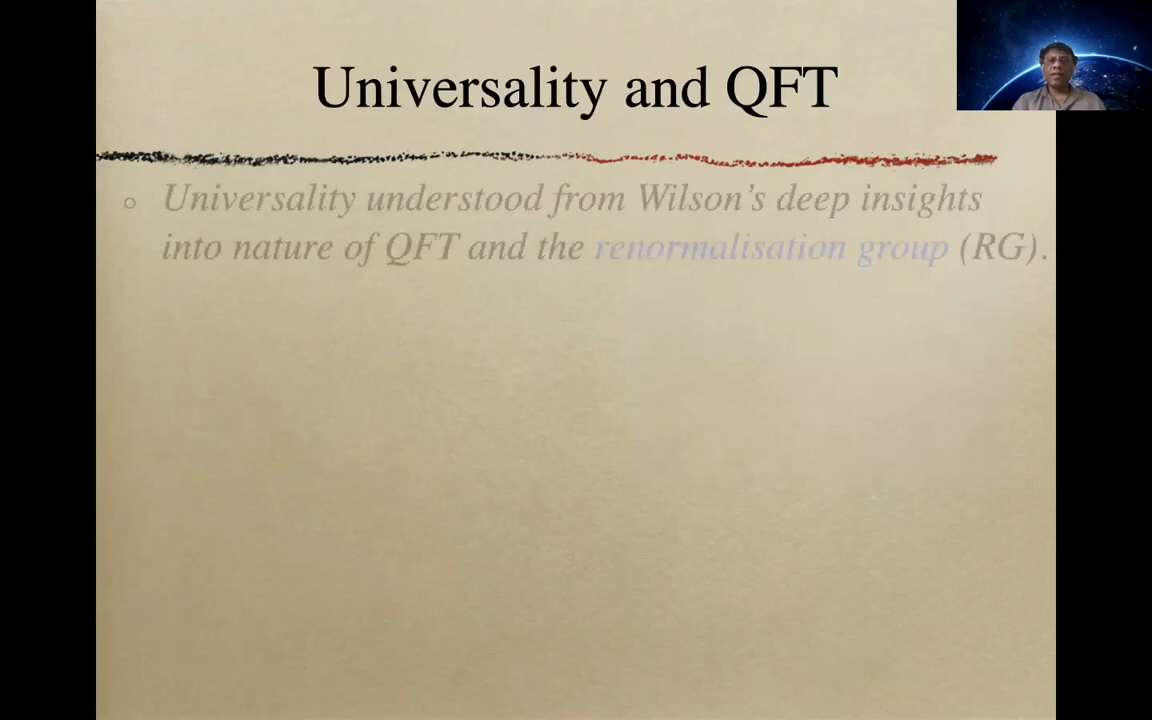 Universality and QFT
Universality understood from Wilson's deep insights
into nature of QFT and the renormalisation group (RG).